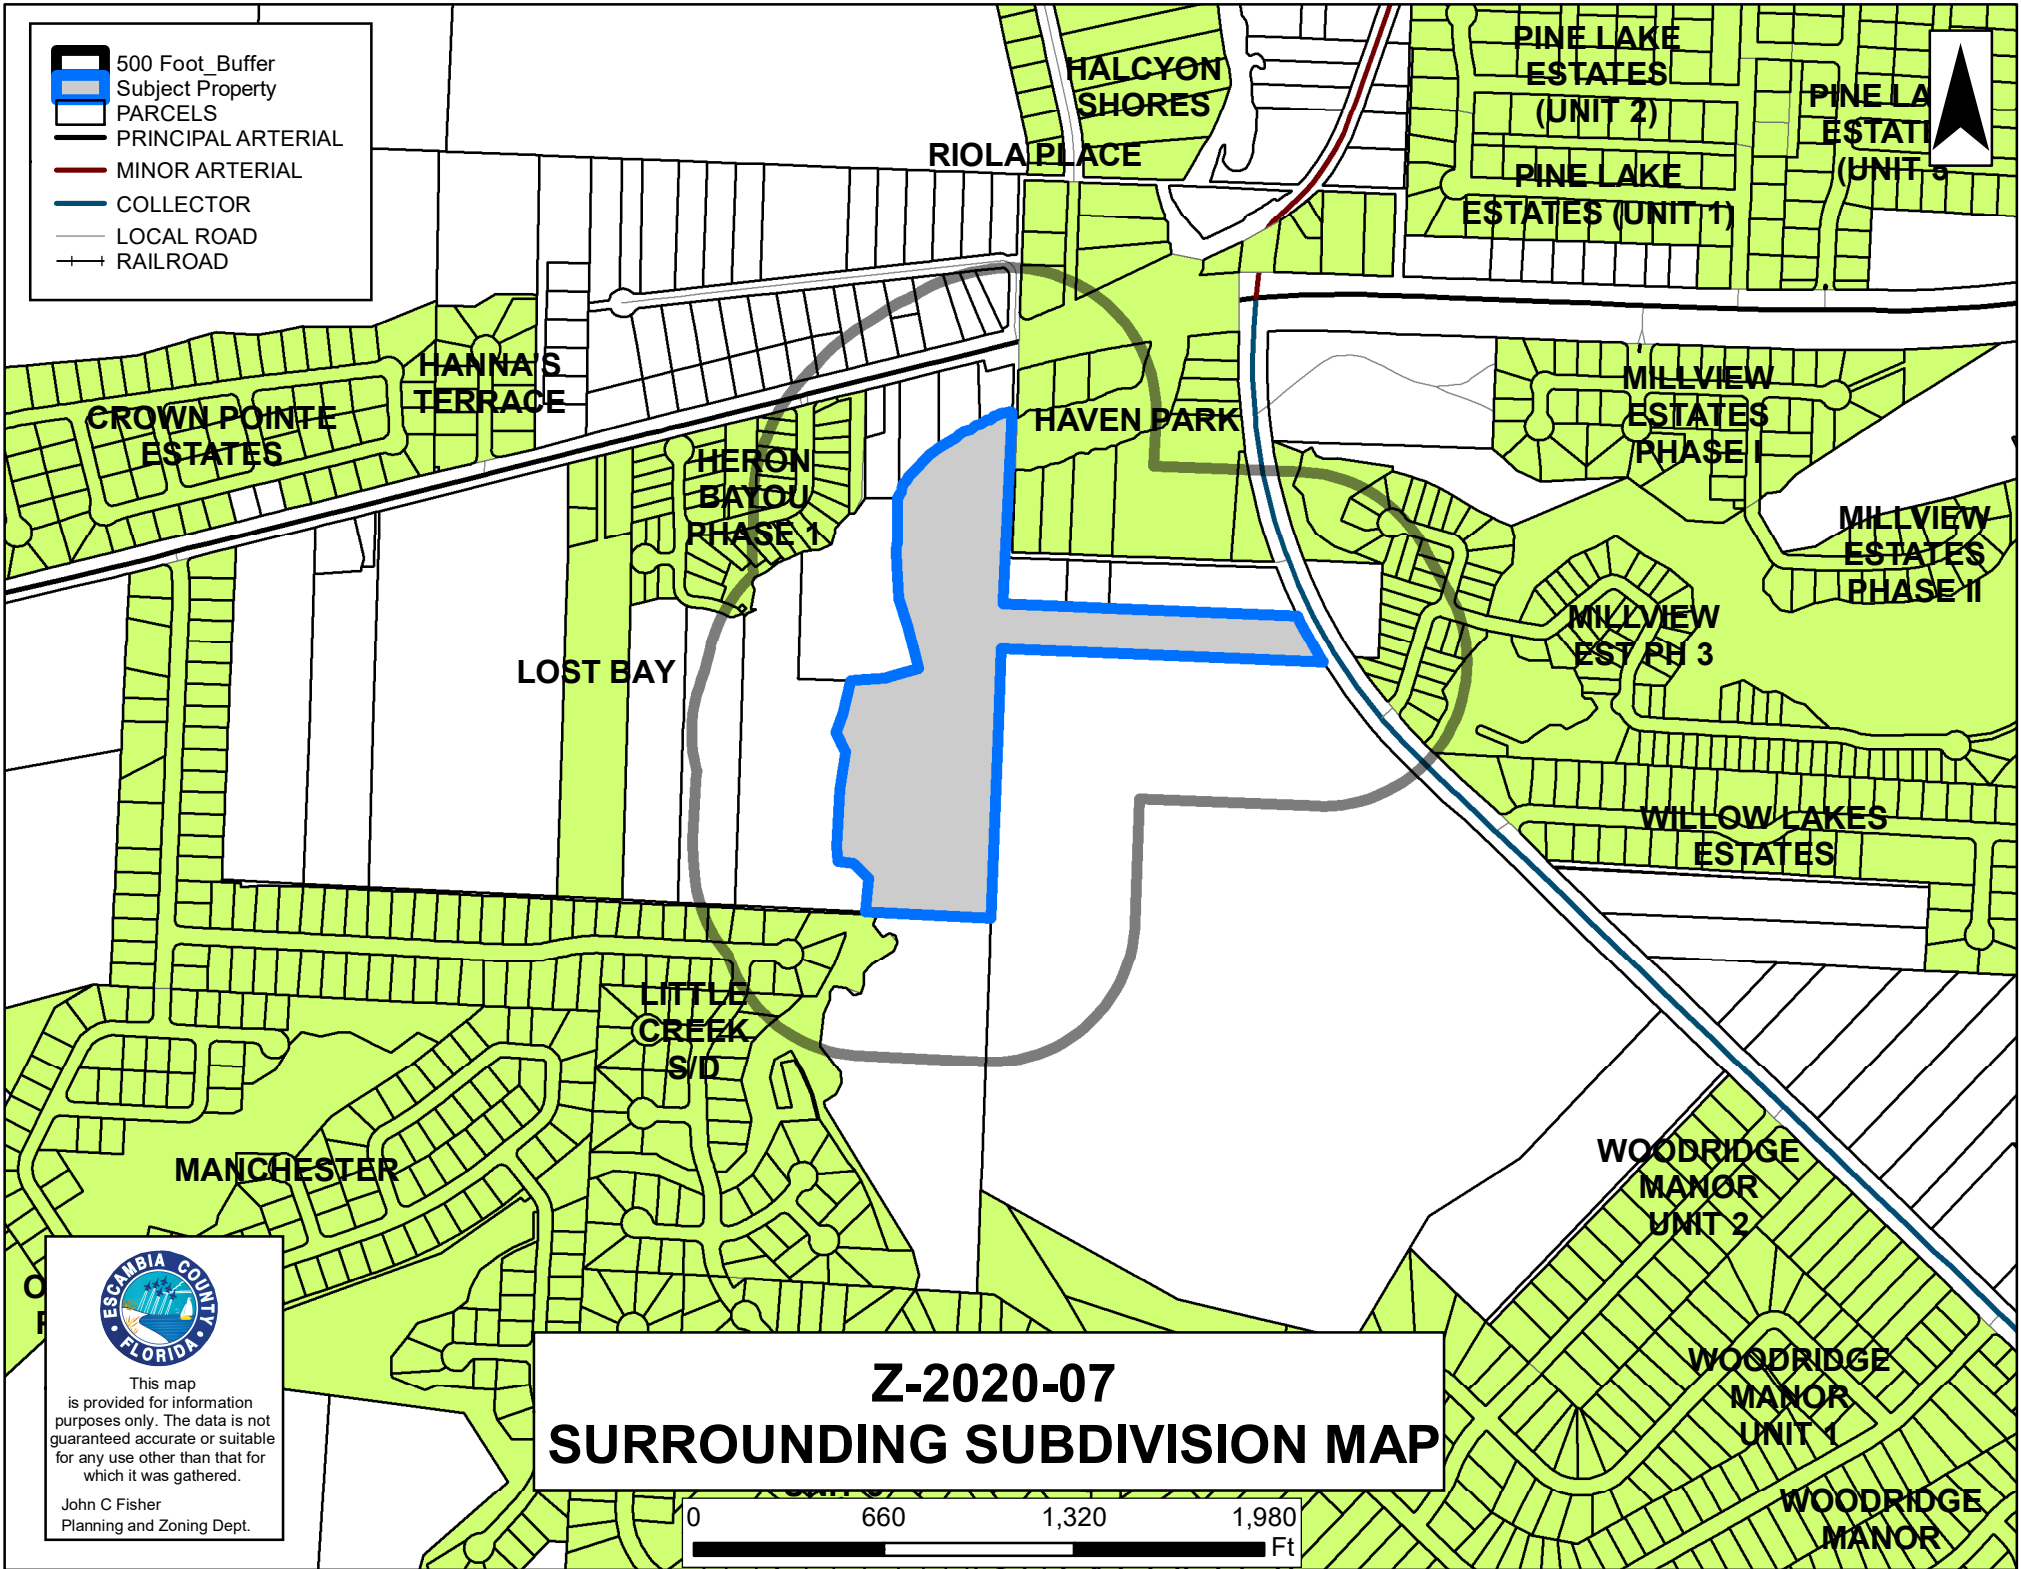 500 Foot_Buffer
Subject Property
PARCELS
PRINCIPAL ARTERIAL
MINOR ARTERIAL
COLLECTOR
LOCAL ROAD
RAILROAD
HALCYON
SHORES
RIOLA PLACE
PINE LAKE
ESTATES
(UNIT 2)
PINE LA
ESTATE
(UNIT 5
PINE LAKE
ESTATES (UNIT 1)
HANNA'S
TERRACE
CROWN POINTE
ESTATES
HERON
BAYOU
PHASE 1
HAVEN PARK
MILLVIEW
ESTATES
PHASE I
MILLVIEW
ESTATES
PHASE II
MILLVIEW
EST PH 3
LOST BAY
WILLOW LAKES
ESTATES
LITTLE
CREEK
S/D
MANCHESTER
WOODRIDGE
MANOR
UNIT 2
WOODRIDGE
MANOR
UNIT 1
WOODRIDGE
MANOR
ESCAMBIA COUNTY
FLORIDA
This map
is provided for information
purposes only. The data is not
guaranteed accurate or suitable
for any use other than that for
which it was gathered.
John C Fisher
Planning and Zoning Dept.
Z-2020-07
SURROUNDING SUBDIVISION MAP
0 660 1,320 1,980
Ft